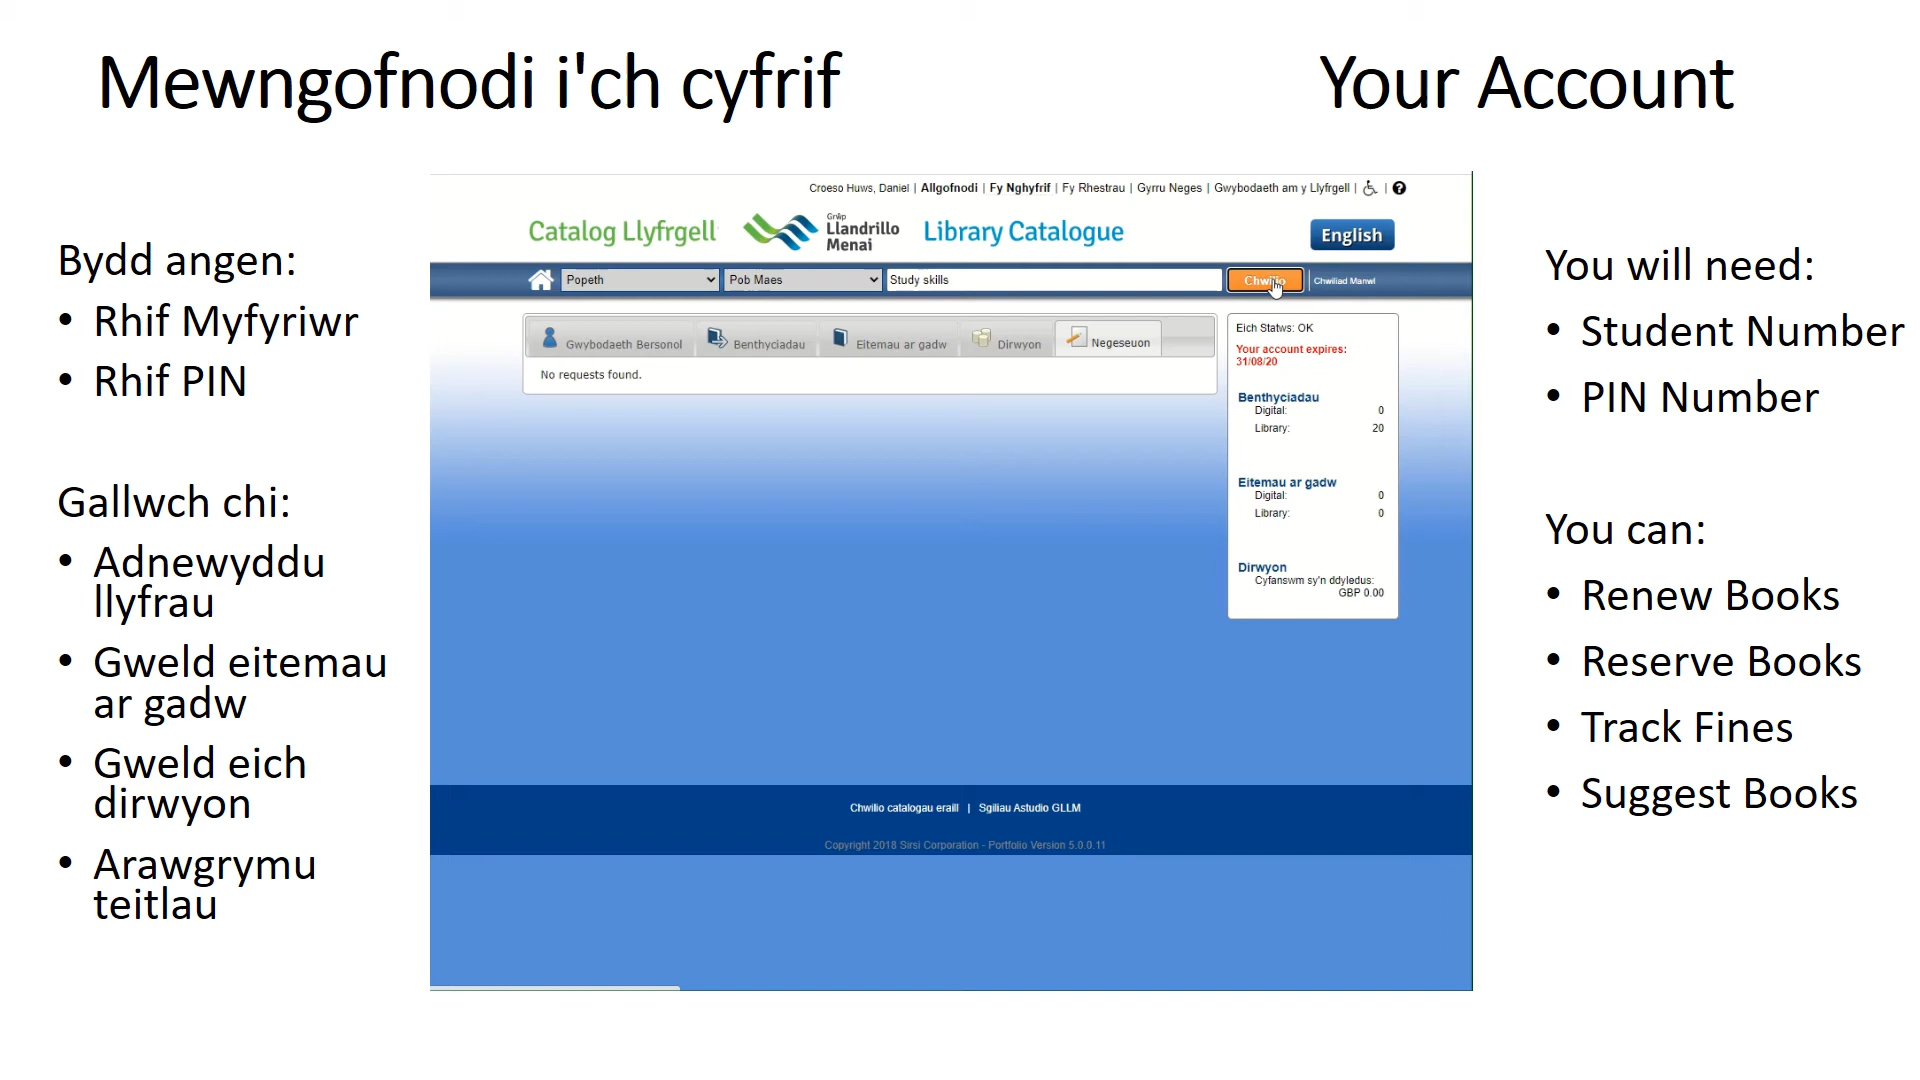 Mewngofnodi i'ch cyfrif
Your Account
Bydd angen:
• Rhif Myfyriwr
• Rhif PIN
Gallwch chi:
• Adnewyddu
llyfrau
• Gweld eitemau
ar gadw
• Gweld eich
dirwyon
• Arawgrymu
teitlau
Croeso Huws, Daniel | Allgofnodi | Fy Nghyfrif | Fy Rhestrau | Gyrru Neges | Gwybodaeth am y Llyfrgell | | ?
Catalog Llyfrgell
Grŵp
Llandrillo
Menai
Library Catalogue
English
Popeth
Pob Maes
Study skills
Chwilio
Chwiliad Manwl
Gwybodaeth Bersonol
Benthyciadau
Eitemau ar gadw
Dirwyon
Negeseuon
No requests found.
Eich Statws: OK
Your account expires:
31/08/20
Benthyciadau
Digital: 0
Library: 20
Eitemau ar gadw
Digital: 0
Library: 0
Dirwyon
Cyfanswm sy'n ddyledus:
GBP 0.00
Chwilio catalogau eraill | Sgiliau Astudio GLLM
Copyright 2018 Sirsi Corporation - Portfolio Version 5.0.0.11
You will need:
• Student Number
• PIN Number
You can:
• Renew Books
• Reserve Books
• Track Fines
• Suggest Books